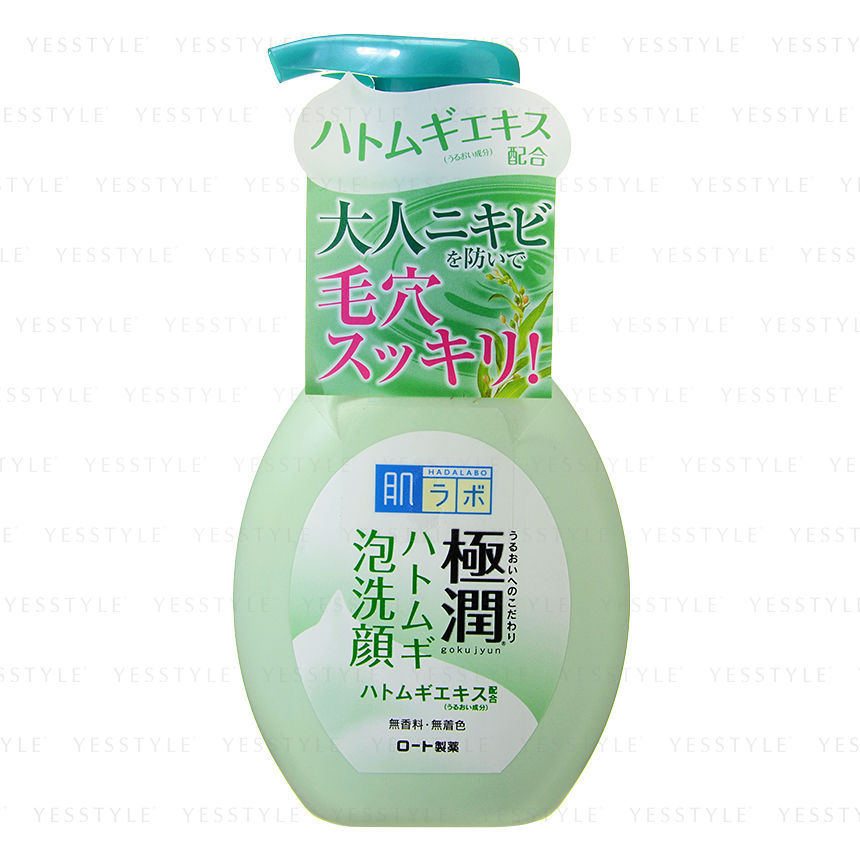 ハトムギエキス
(うるおい成分)
配合
大人ニキビ
を防いで
毛穴
スッキリ!
HADALABO
肌ラボ
うるおいへのこだわり
極潤®
gokujyun
ハトムギ
泡洗顔
ハトムギエキス配合
(うるおい成分)
無香料・無着色
ロート製薬
YESSTYLE